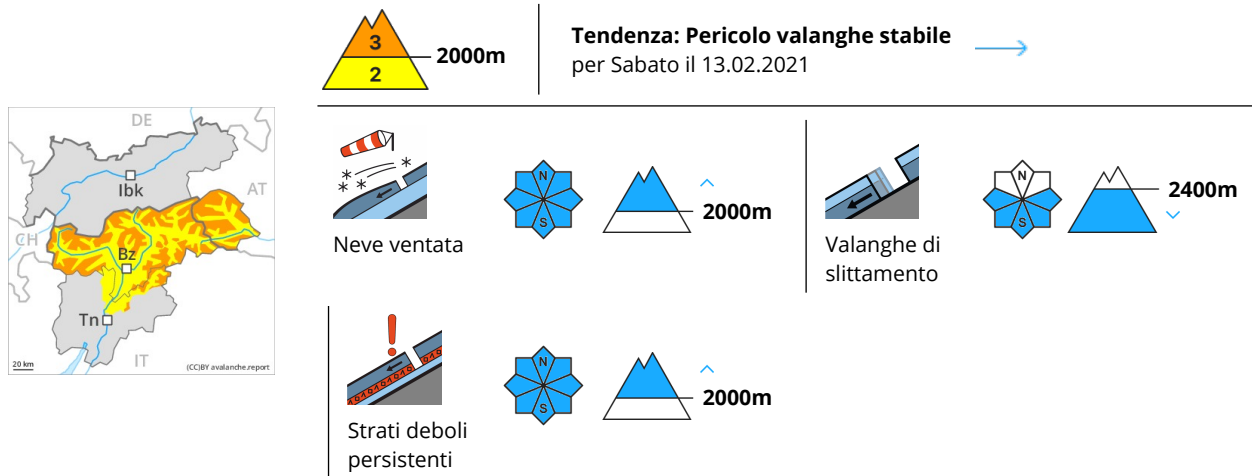 3
2
2000m
Tendenza: Pericolo valanghe stabile
per Sabato il 13.02.2021
DE
Ibk
AT
CH
Bz
Tn
IT
20 km
(CC)BY avalanche.report
N
S
2000m
Neve ventata
N
S
2400m
Valanghe di
slittamento
N
S
2000m
Strati deboli
persistenti